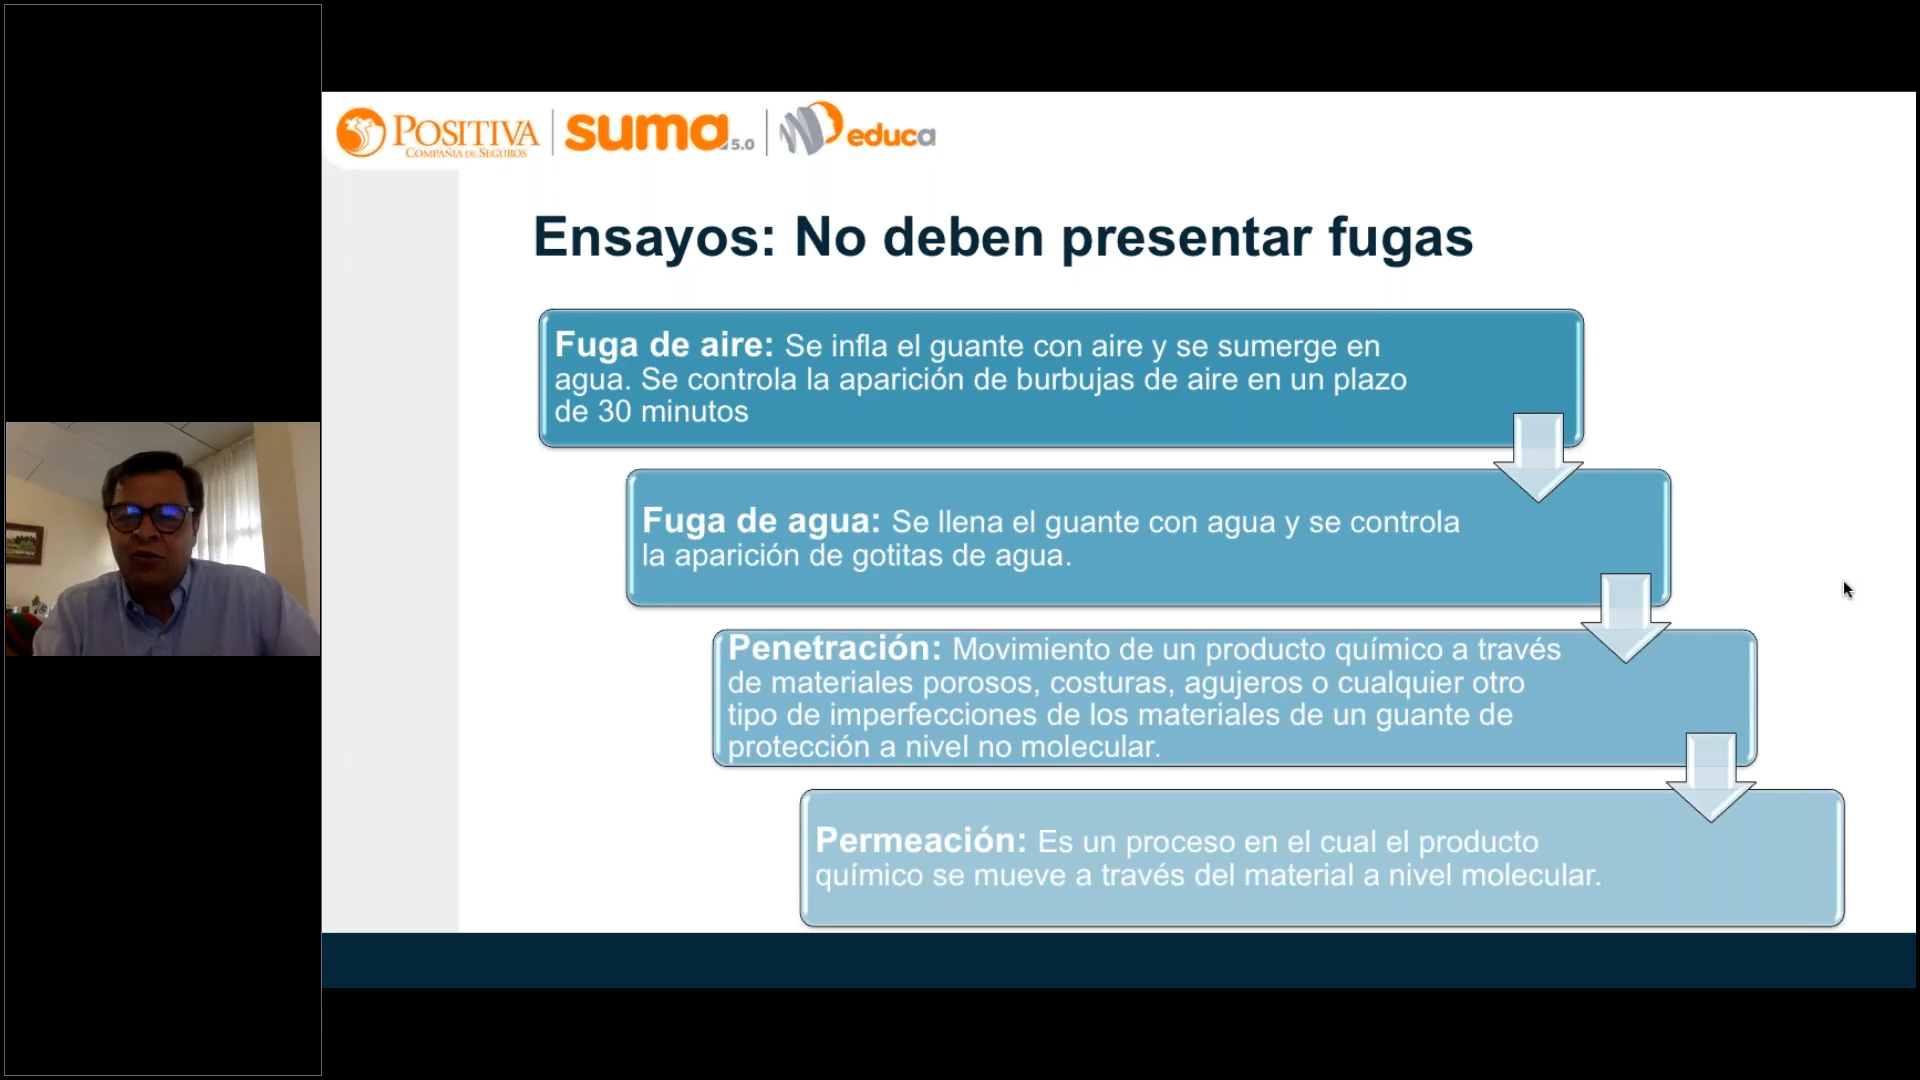 POSITIVA
COMPAÑIA DE SEGUROS
suma 5.0
educa
Ensayos: No deben presentar fugas
Fuga de aire: Se infla el guante con aire y se sumerge en
agua. Se controla la aparición de burbujas de aire en un plazo
de 30 minutos
Fuga de agua: Se llena el guante con agua y se controla
la aparición de gotitas de agua.
Penetración: Movimiento de un producto químico a través
de materiales porosos, costuras, agujeros o cualquier otro
tipo de imperfecciones de los materiales de un guante de
protección a nivel no molecular.
Permeación: Es un proceso en el cual el producto
químico se mueve a través del material a nivel molecular.